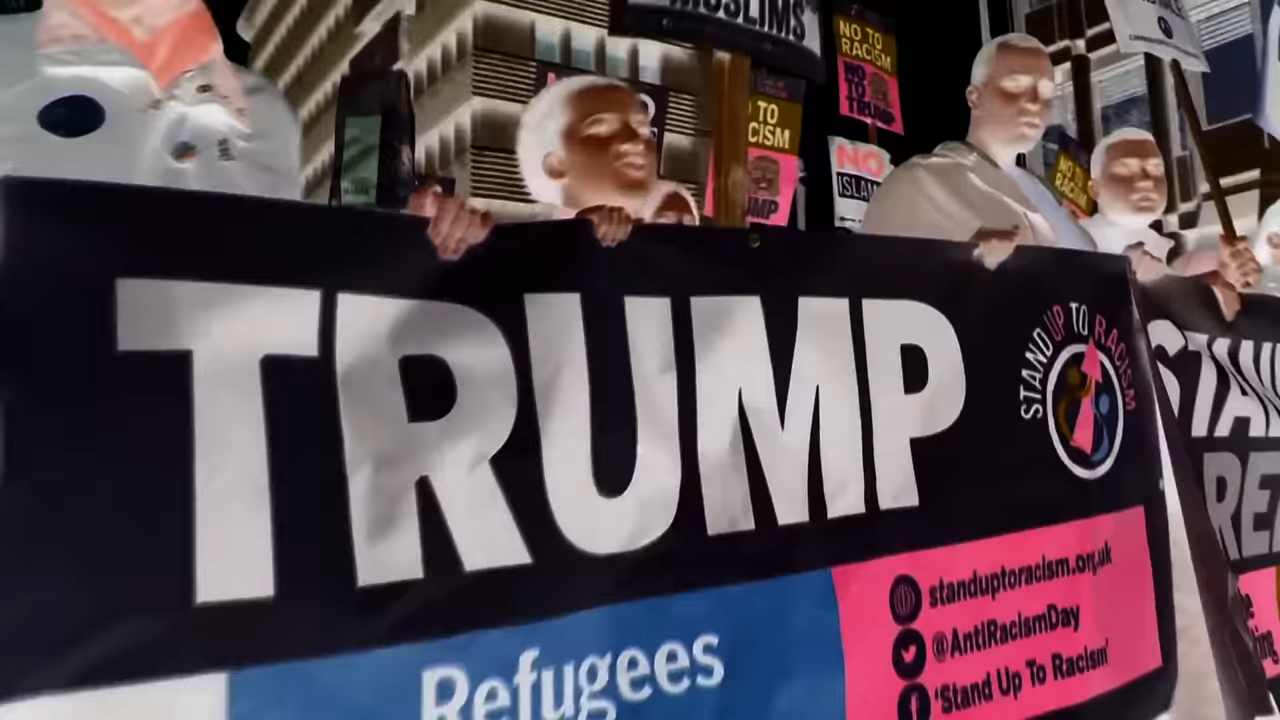 MUSLIMS"
NO TO
RACISM
NO
TO
TRUMP
TO
CISM
UMP
NO
ISLAM
NO TO
RACIS
TRUMP
STAND UP TO RACISM
STAN
RE
standuptoracism.org.uk
@AntiRacismDay
'Stand Up To Racism'
Refugees